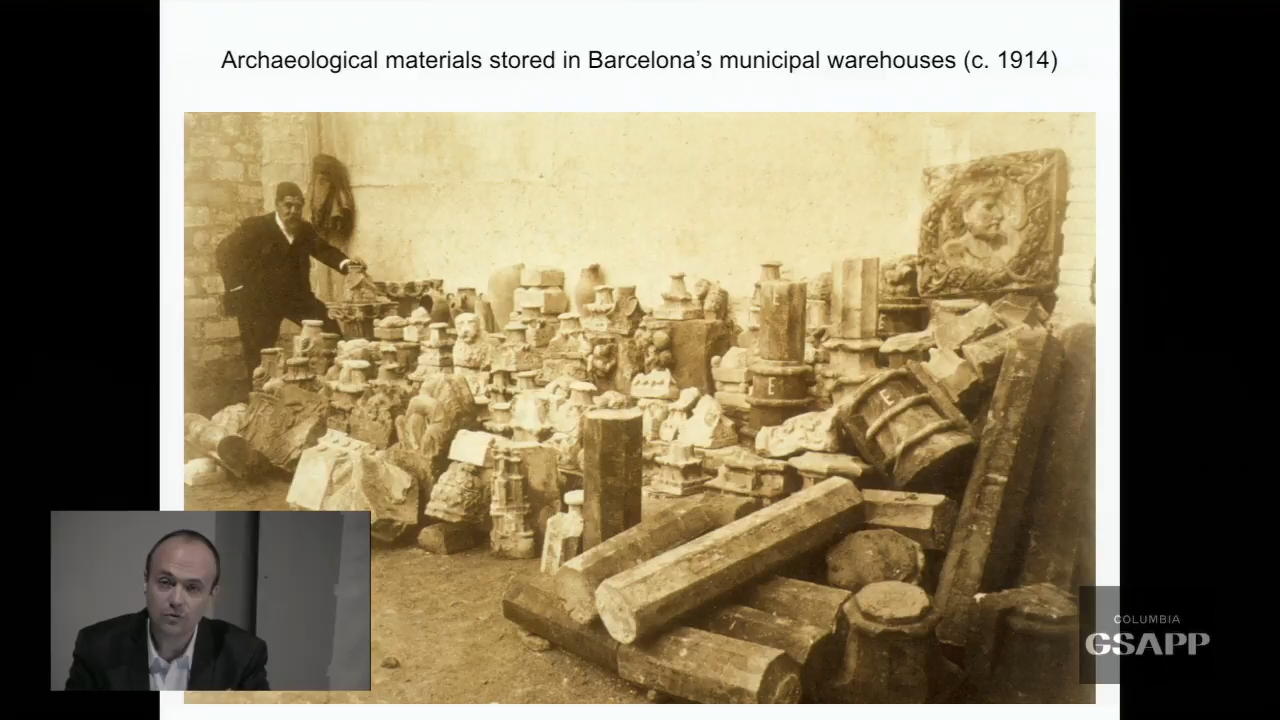 Archaeological materials stored in Barcelona’s municipal warehouses (c. 1914)
E
E
E
COLUMBIA
GSAPP